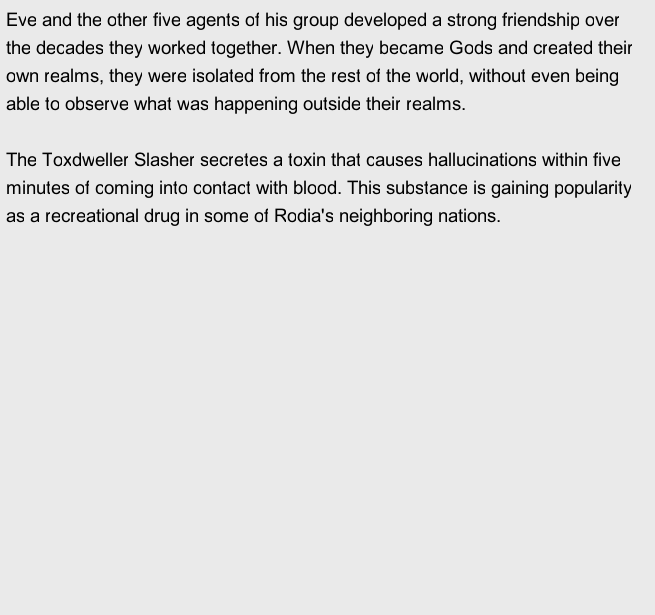 Eve and the other five agents of his group developed a strong friendship over
the decades they worked together. When they became Gods and created their
own realms, they were isolated from the rest of the world, without even being
able to observe what was happening outside their realms.

The Toxdweller Slasher secretes a toxin that causes hallucinations within five
minutes of coming into contact with blood. This substance is gaining popularity
as a recreational drug in some of Rodia's neighboring nations.